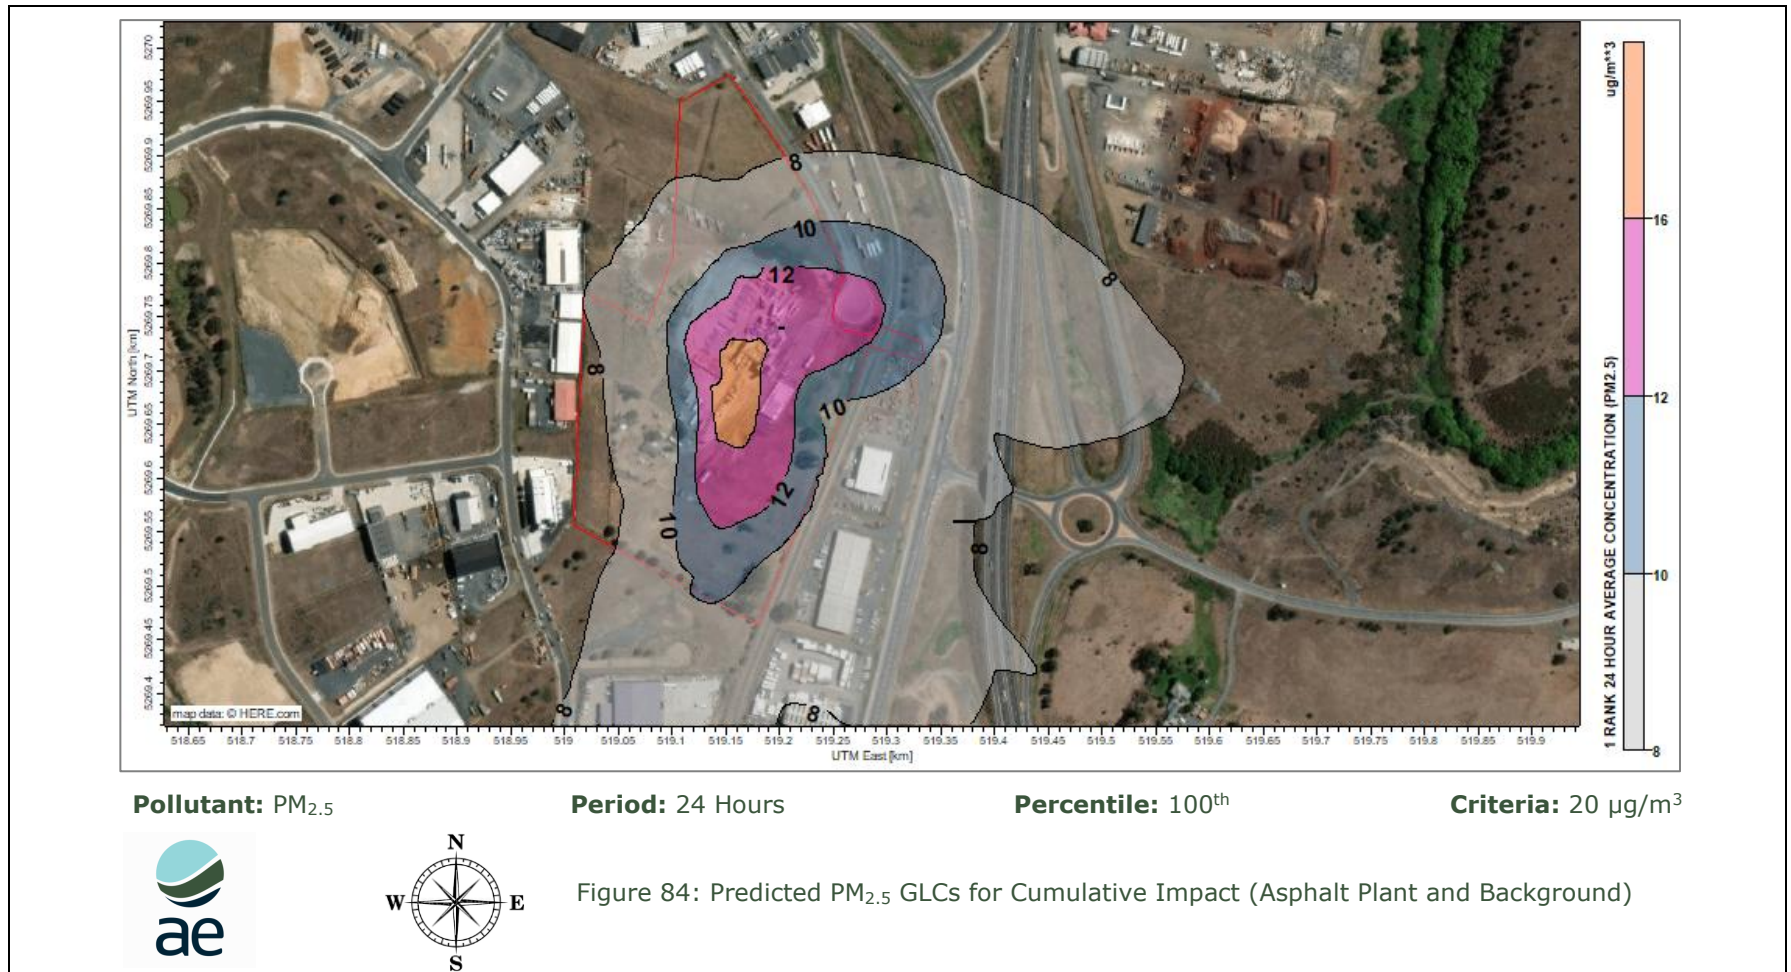 5270
5269.95
5269.9
5269.85
5269.8
5269.75
5269.7
5269.65
5269.6
5269.55
5269.5
5269.45
5269.4
UTM North [km]
8
10
12
8
8
10
12
10
8
8
8
map data: © HERE.com
518.65 518.7 518.75 518.8 518.85 518.9 518.95 519 519.05 519.1 519.15 519.2 519.25 519.3 519.35 519.4 519.45 519.5 519.55 519.6 519.65 519.7 519.75 519.8 519.85 519.9
UTM East [km]
ug/m**3
16
12
10
8
1 RANK 24 HOUR AVERAGE CONCENTRATION (PM2.5)
Pollutant: PM2.5 Period: 24 Hours Percentile: 100th Criteria: 20 µg/m3
ae
N
W E
S
Figure 84: Predicted PM2.5 GLCs for Cumulative Impact (Asphalt Plant and Background)